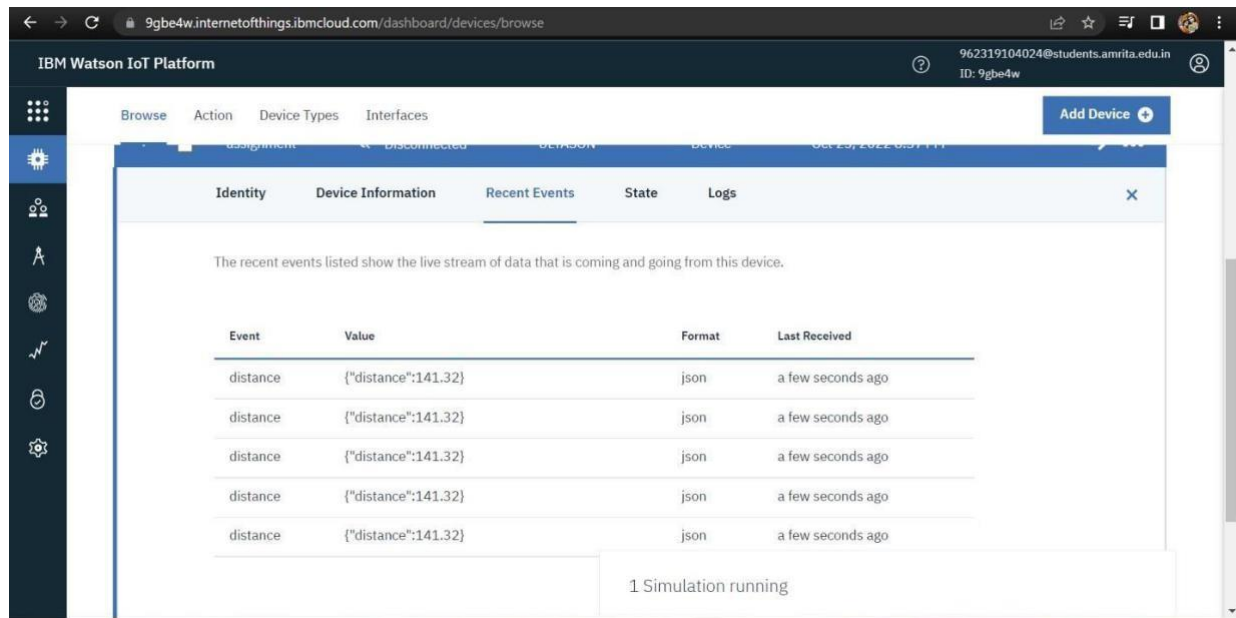 9gbe4w.internetofthings.ibmcloud.com/dashboard/devices/browse
IBM Watson IoT Platform
962319104024@students.amrita.edu.in
ID: 9gbe4w
Browse Action Device Types Interfaces Add Device
assignment Disconnected Device
Identity Device Information Recent Events State Logs
The recent events listed show the live stream of data that is coming and going from this device.
Event Value Format Last Received
distance {"distance":141.32} json a few seconds ago
distance {"distance":141.32} json a few seconds ago
distance {"distance":141.32} json a few seconds ago
distance {"distance":141.32} json a few seconds ago
distance {"distance":141.32} json a few seconds ago
1 Simulation running